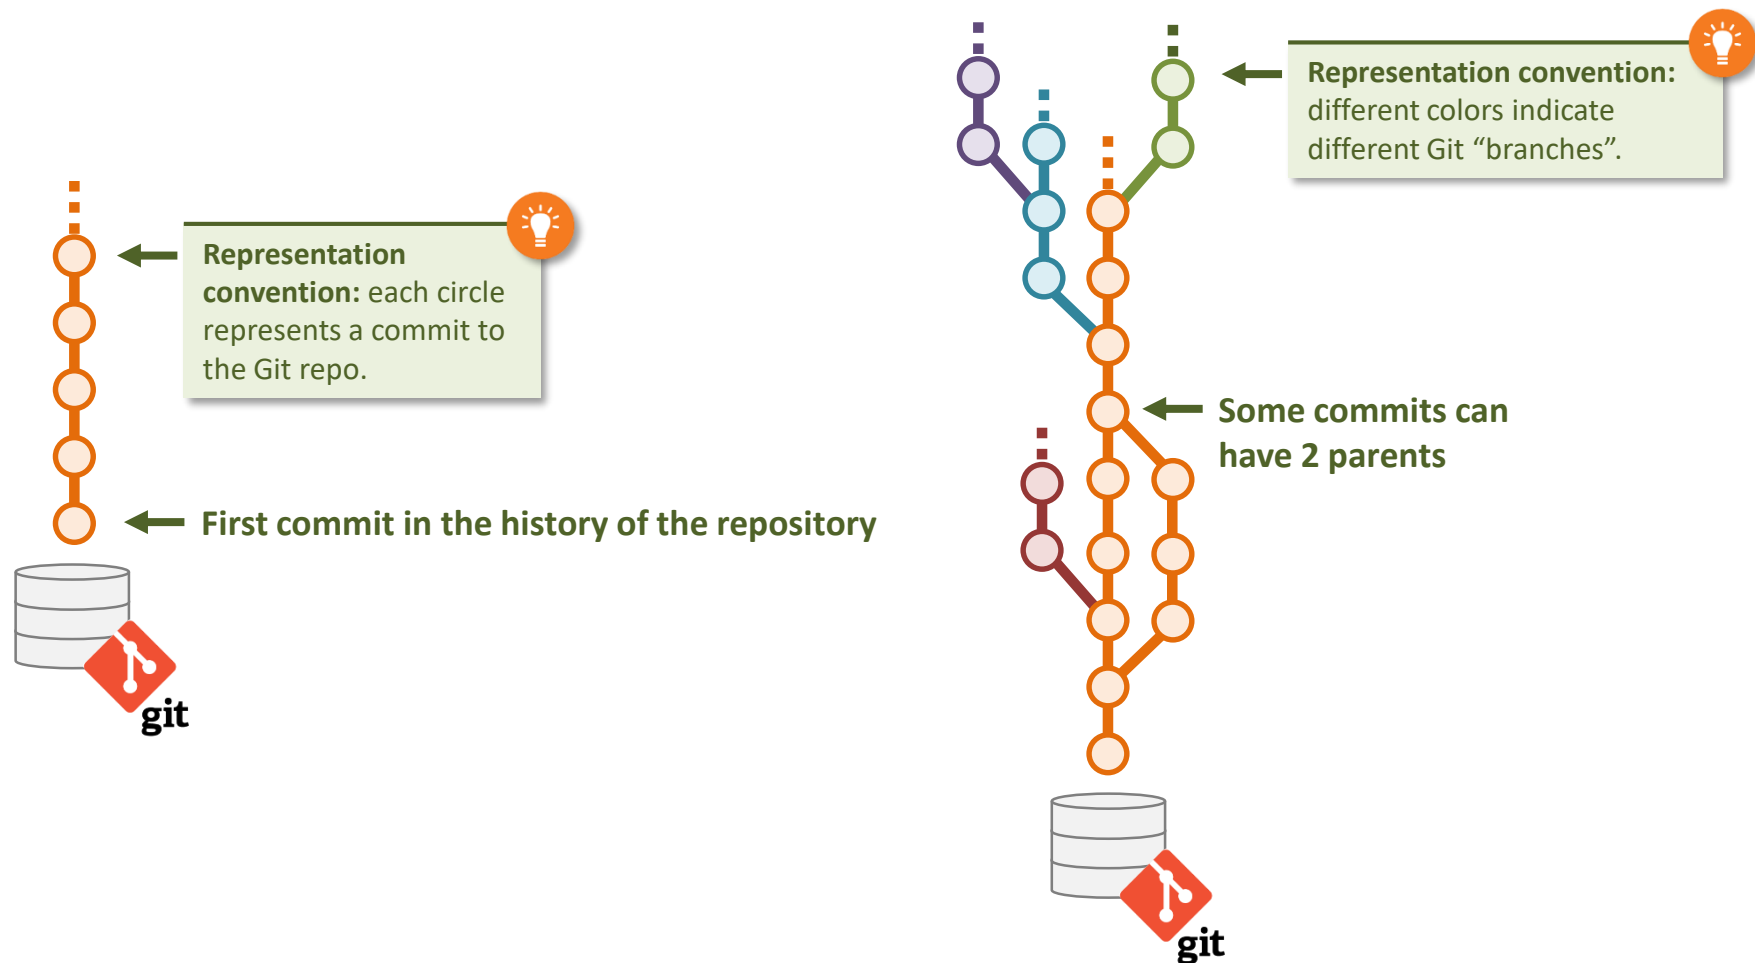 Representation
convention: each circle
represents a commit to
the Git repo.
First commit in the history of the repository
git
Representation convention:
different colors indicate
different Git “branches”.
Some commits can
have 2 parents
git